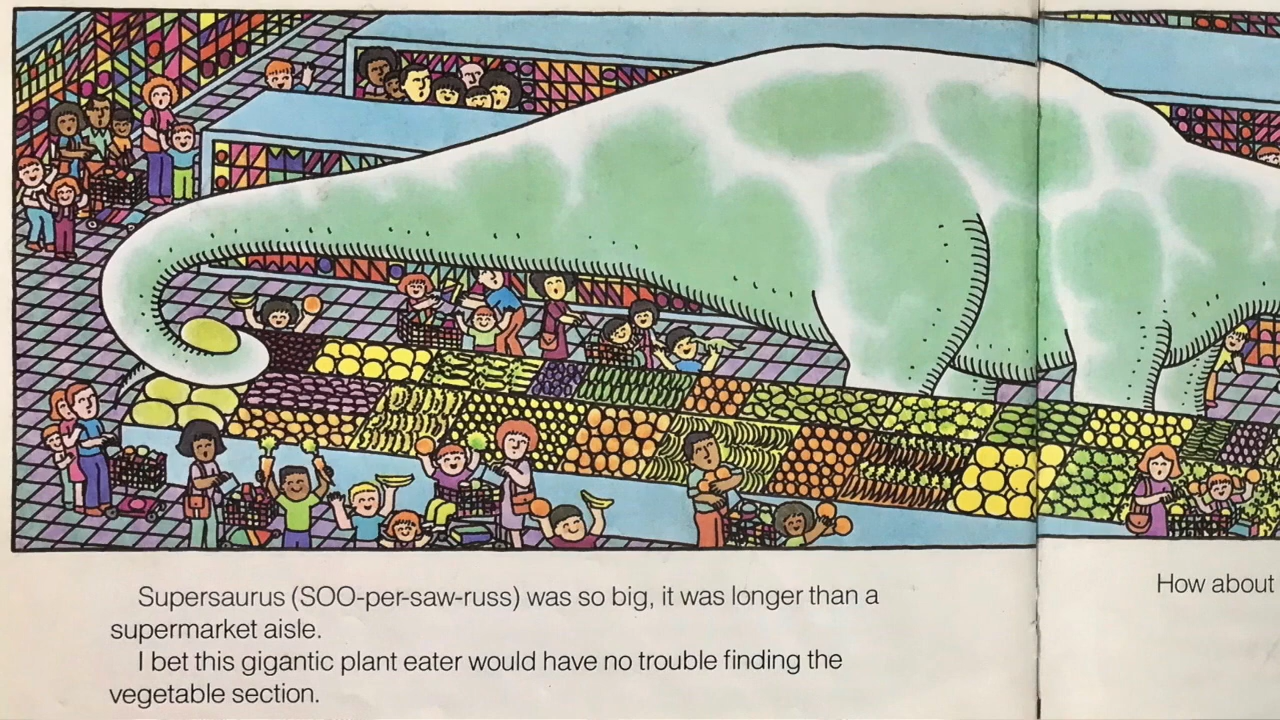 Supersaurus (SOO-per-saw-russ) was so big, it was longer than a
supermarket aisle.
I bet this gigantic plant eater would have no trouble finding the
vegetable section.
How about